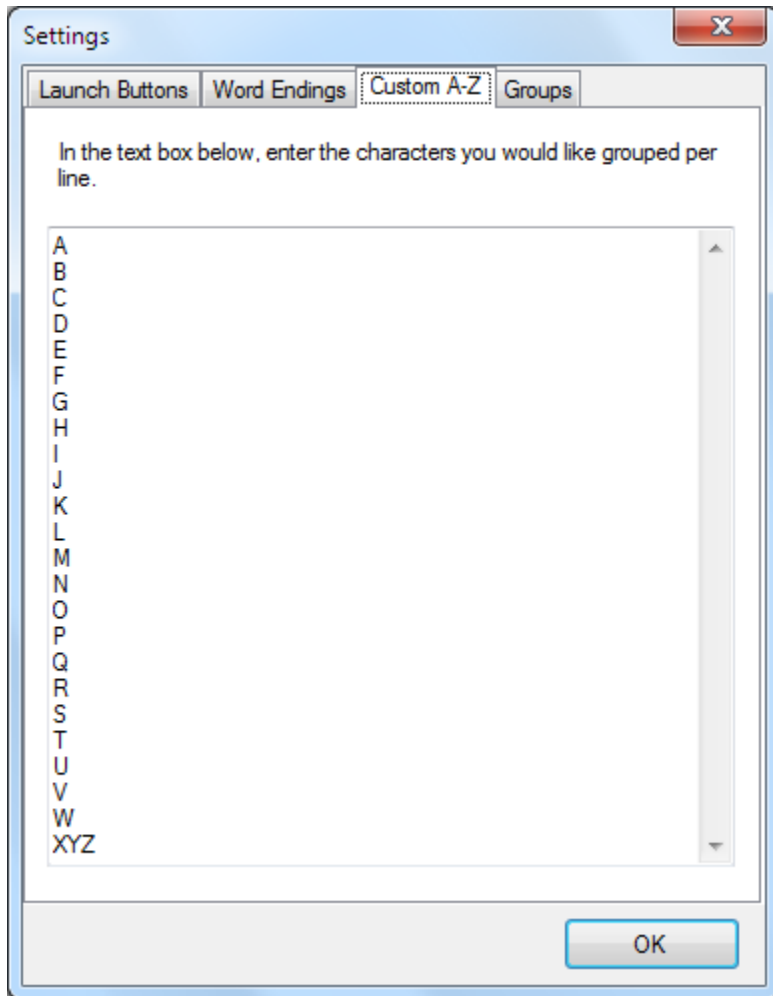 Settings
Launch Buttons Word Endings Custom A-Z Groups
In the text box below, enter the characters you would like grouped per
line.
A
B
C
D
E
F
G
H
I
J
K
L
M
N
O
P
Q
R
S
T
U
V
W
XYZ
OK